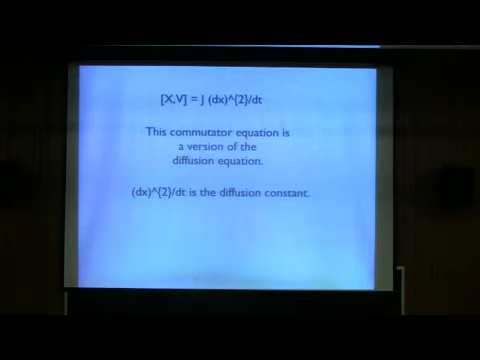 [X,V] = J (dx)^{2}/dt
This commutator equation is
a version of the
diffusion equation.
(dx)^{2}/dt is the diffusion constant.